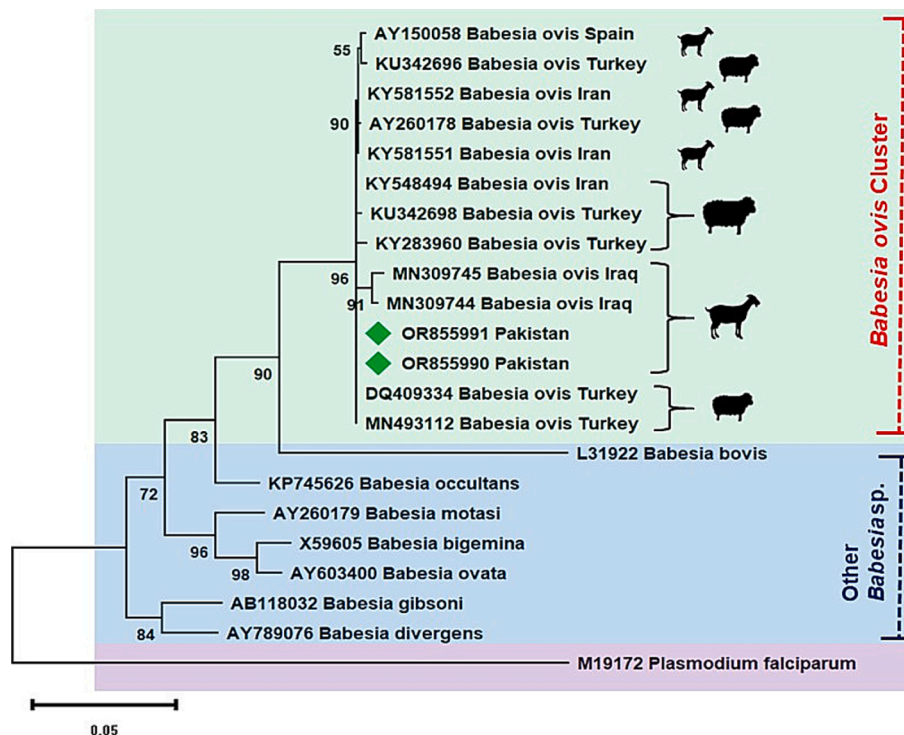 AY150058 Babesia ovis Spain
55
KU342696 Babesia ovis Turkey
KY581552 Babesia ovis Iran
90
AY260178 Babesia ovis Turkey
KY581551 Babesia ovis Iran
KY548494 Babesia ovis Iran
KU342698 Babesia ovis Turkey
KY283960 Babesia ovis Turkey
Babesia ovis Cluster
96
MN309745 Babesia ovis Iraq
91
MN309744 Babesia ovis Iraq
OR855991 Pakistan
OR855990 Pakistan
90
DQ409334 Babesia ovis Turkey
MN493112 Babesia ovis Turkey
83
L31922 Babesia bovis
KP745626 Babesia occultans
72
AY260179 Babesia motasi
96
X59605 Babesia bigemina
98
AY603400 Babesia ovata
AB118032 Babesia gibsoni
84
AY789076 Babesia divergens
Other
Babesia sp.
M19172 Plasmodium falciparum
0.05